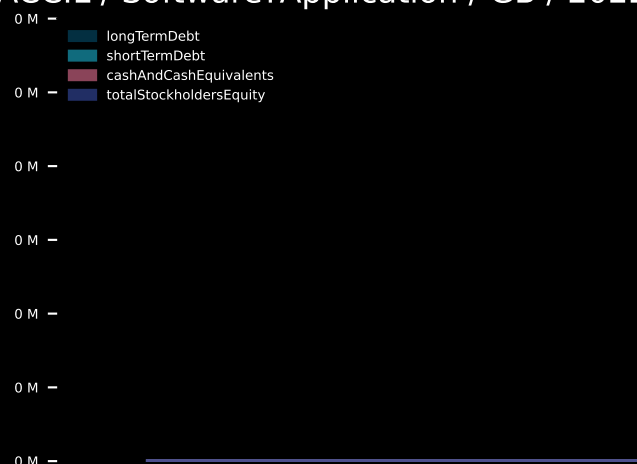 0 M
longTermDebt
shortTermDebt
cashAndCashEquivalents
0 M
totalStockholdersEquity
0 M
0 M
0 M
0 M
0 M